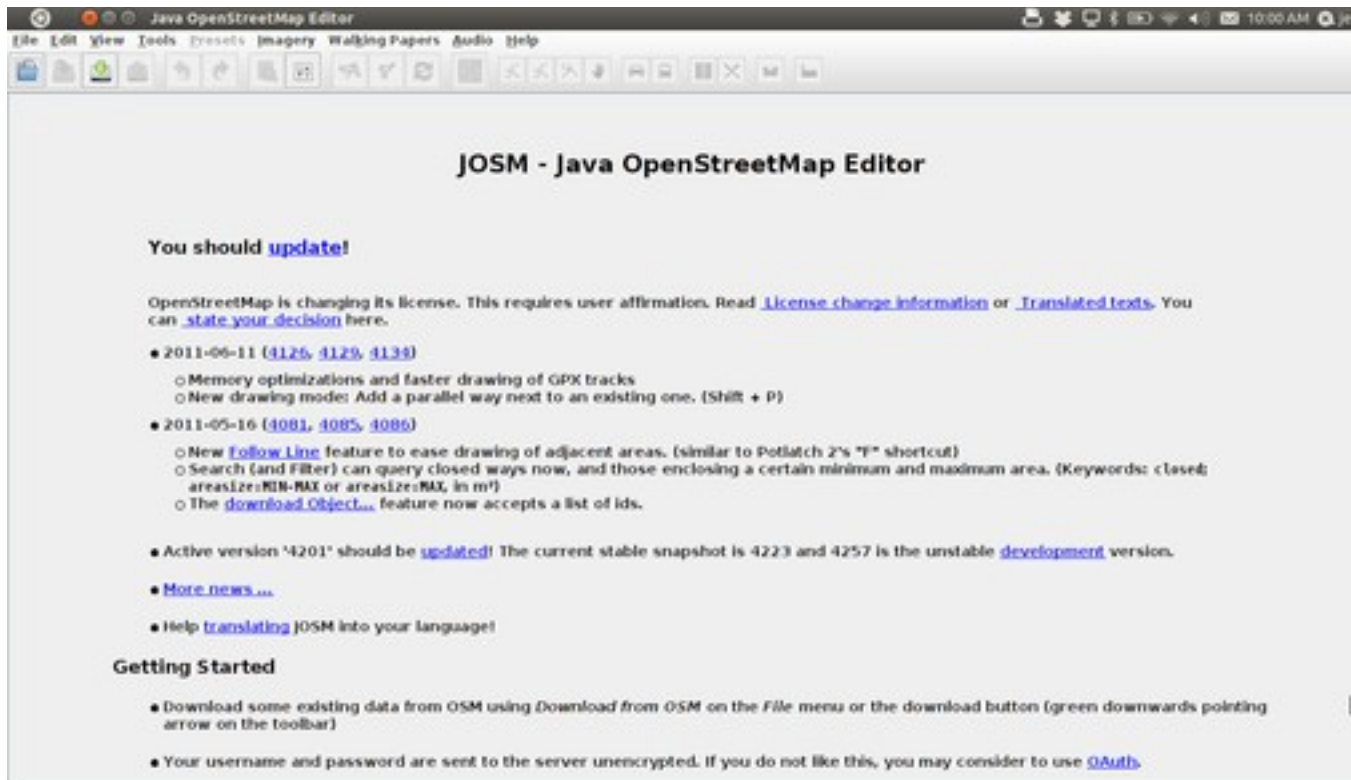 Java OpenStreetMap Editor
10:00 AM
File Edit View Tools Presets Imagery Walking Papers Audio Help
JOSM - Java OpenStreetMap Editor
You should update!
OpenStreetMap is changing its license. This requires user affirmation. Read License change information or Translated texts. You
can state your decision here.
2011-06-11 (4126, 4129, 4134)
Memory optimizations and faster drawing of GPX tracks
New drawing mode: Add a parallel way next to an existing one. (Shift + P)
2011-05-16 (4081, 4085, 4086)
New Follow Line feature to ease drawing of adjacent areas. (similar to Potlatch 2's "F" shortcut)
Search (and Filter) can query closed ways now, and those enclosing a certain minimum and maximum area. (Keywords: closed;
areasize:MIN-MAX or areasize:MAX, in m²)
The download Object... feature now accepts a list of ids.
Active version '4201' should be updated! The current stable snapshot is 4223 and 4257 is the unstable development version.
More news ...
Help translating JOSM into your language!
Getting Started
Download some existing data from OSM using Download from OSM on the File menu or the download button (green downwards pointing
arrow on the toolbar)
Your username and password are sent to the server unencrypted. If you do not like this, you may consider to use OAuth.